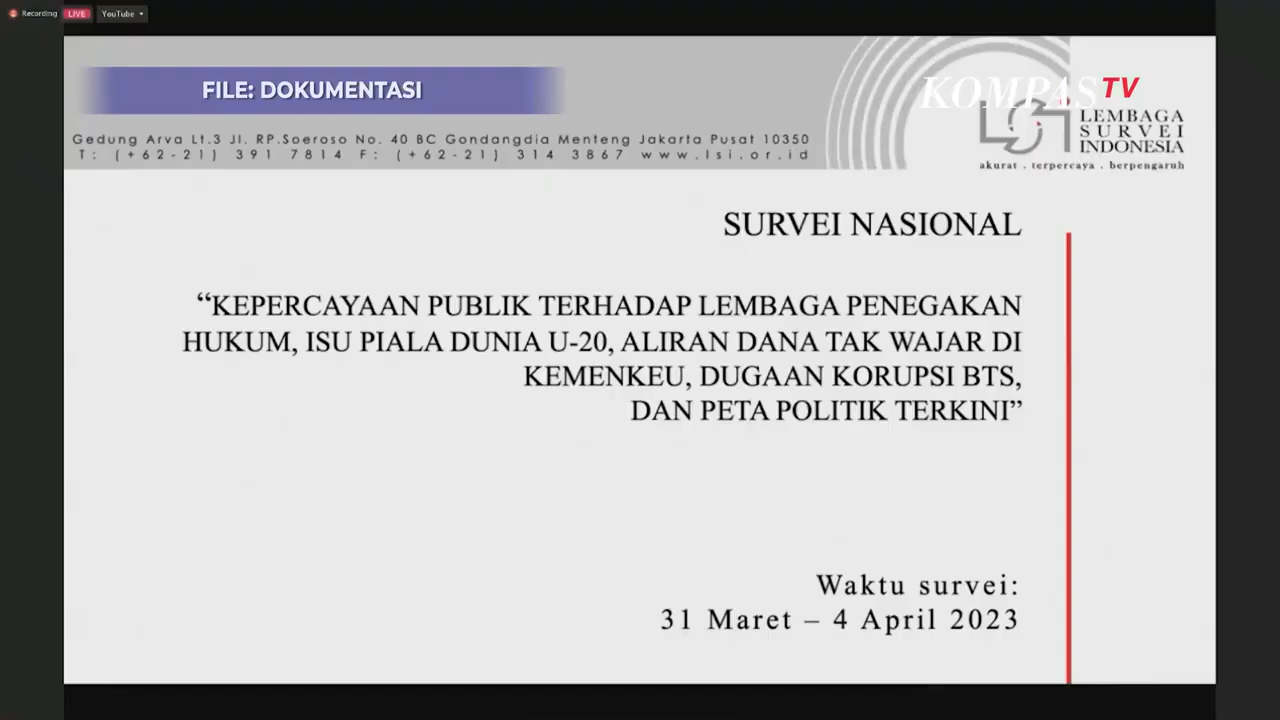 Recording LIVE YouTube
FILE: DOKUMENTASI
KOMPAS TV
Gedung Arva Lt.3 Jl. RP.Soeroso No. 40 BC Gondangdia Menteng Jakarta Pusat 10350
T: (+62-21) 391 7814 F: (+62-21) 314 3867 www.lsi.or.id
LSI
LEMBAGA
SURVEI
INDONESIA
akurat . terpercaya . berpengaruh
SURVEI NASIONAL
“KEPERCAYAAN PUBLIK TERHADAP LEMBAGA PENEGAKAN
HUKUM, ISU PIALA DUNIA U-20, ALIRAN DANA TAK WAJAR DI
KEMENKEU, DUGAAN KORUPSI BTS,
DAN PETA POLITIK TERKINI”
Waktu survei:
31 Maret – 4 April 2023